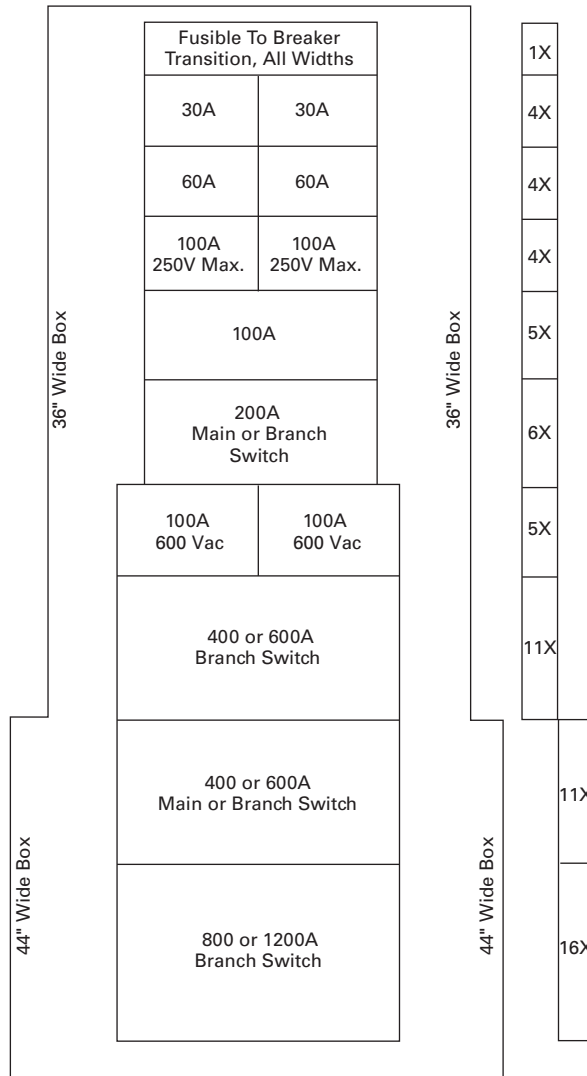 Fusible To Breaker
Transition, All Widths
1X
30A
30A
4X
60A
60A
4X
100A
250V Max.
100A
250V Max.
4X
36" Wide Box
36" Wide Box
100A
5X
200A
Main or Branch
Switch
6X
100A
600 Vac
100A
600 Vac
5X
400 or 600A
Branch Switch
11X
400 or 600A
Main or Branch Switch
11X
44" Wide Box
44" Wide Box
800 or 1200A
Branch Switch
16X